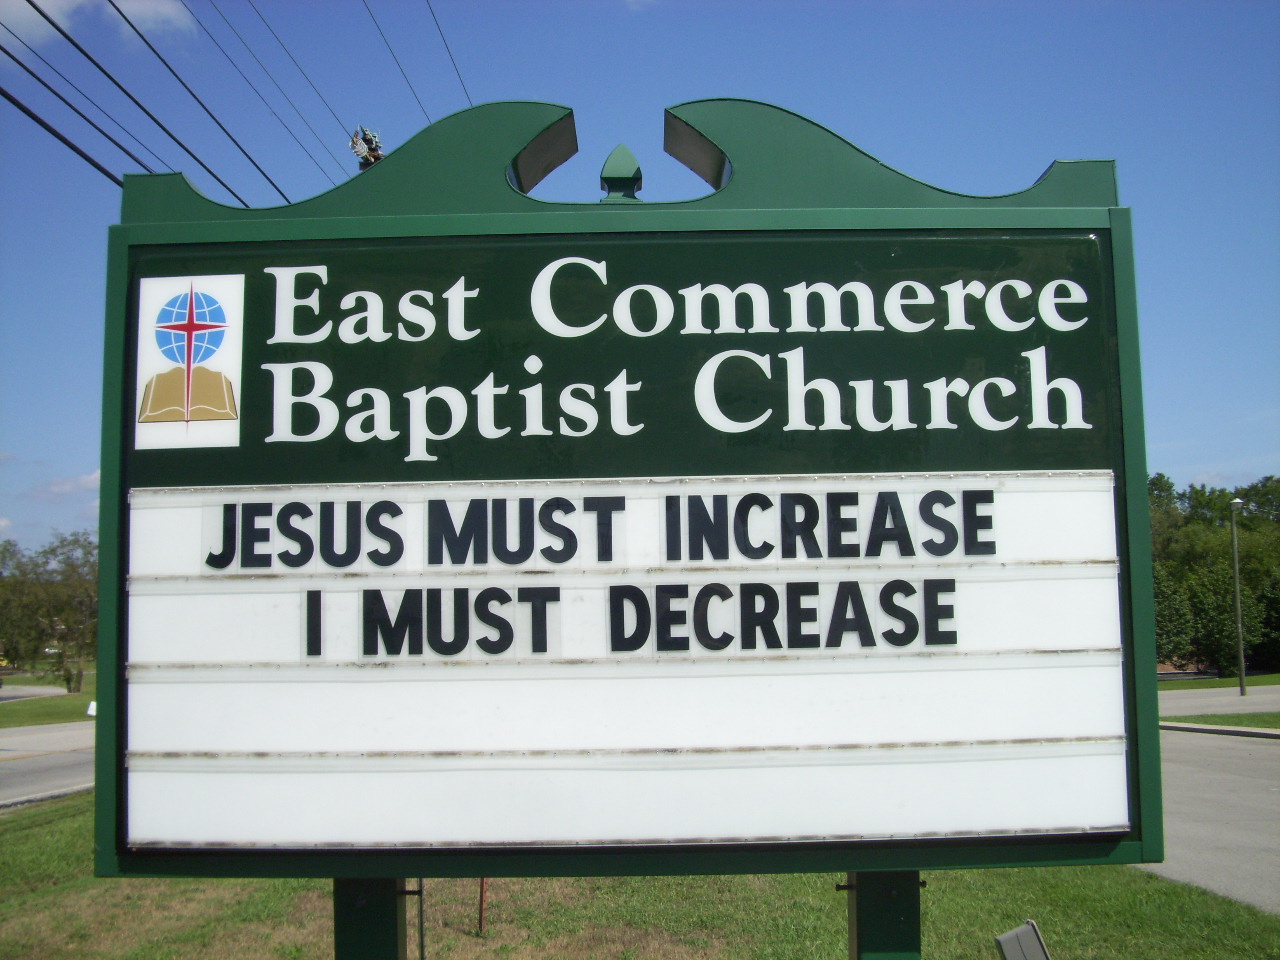 East Commerce
Baptist Church
JESUS MUST INCREASE
I MUST DECREASE